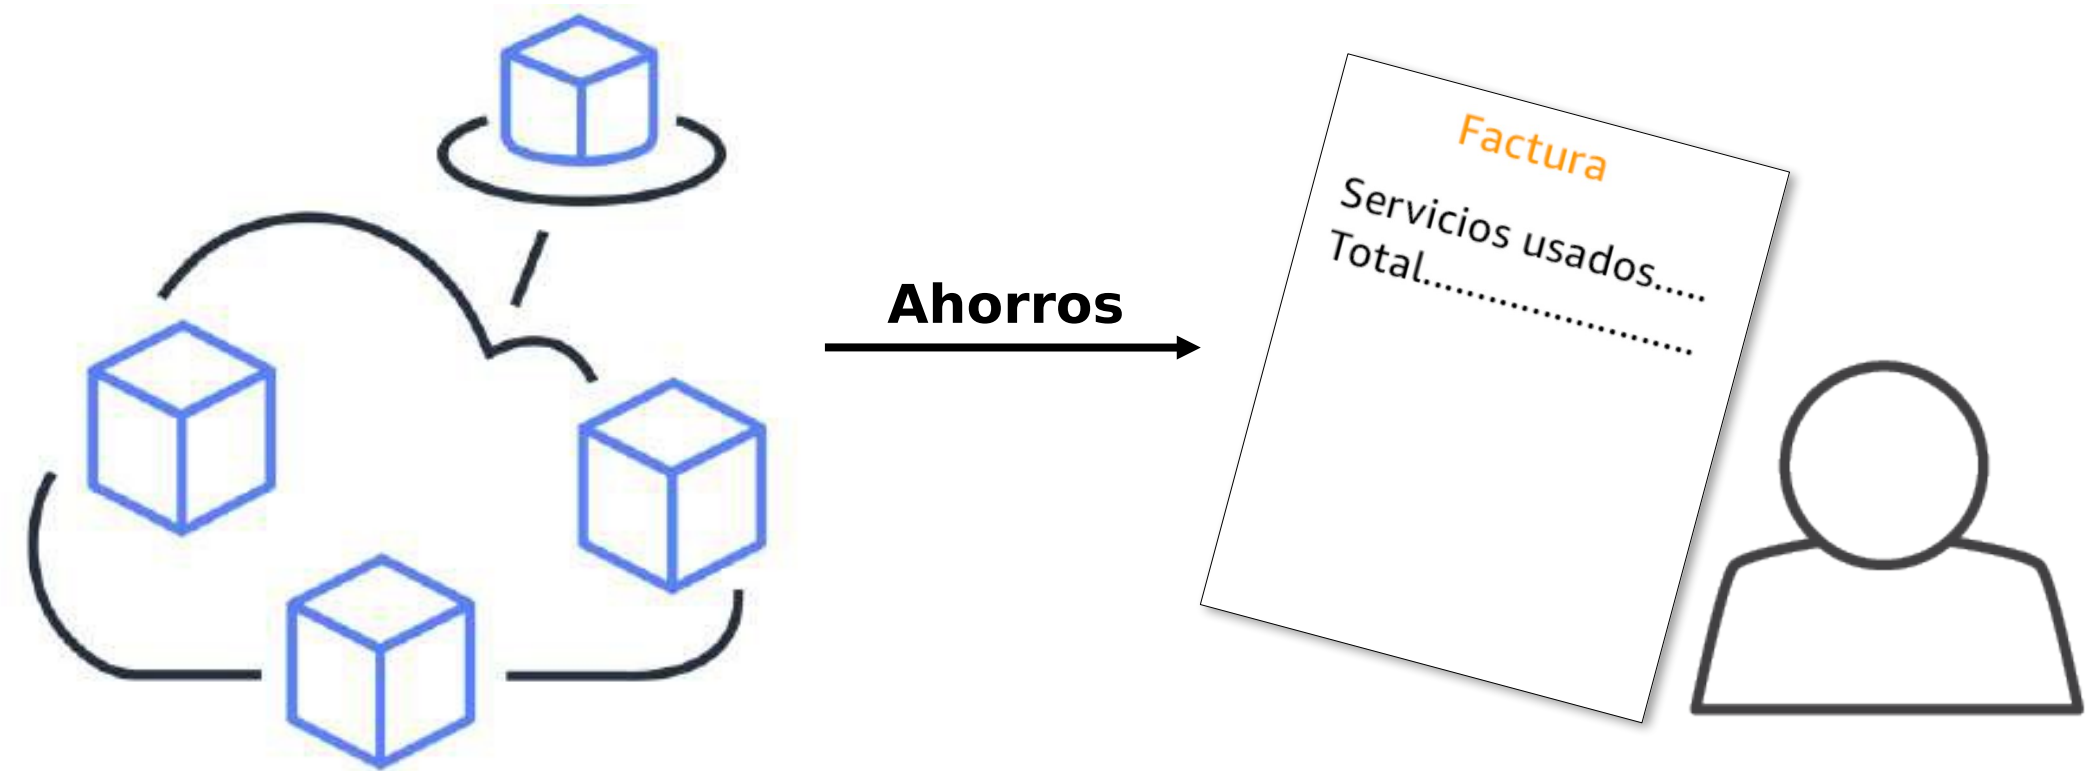 Ahorros
Factura
Servicios usados.....
Total.........................